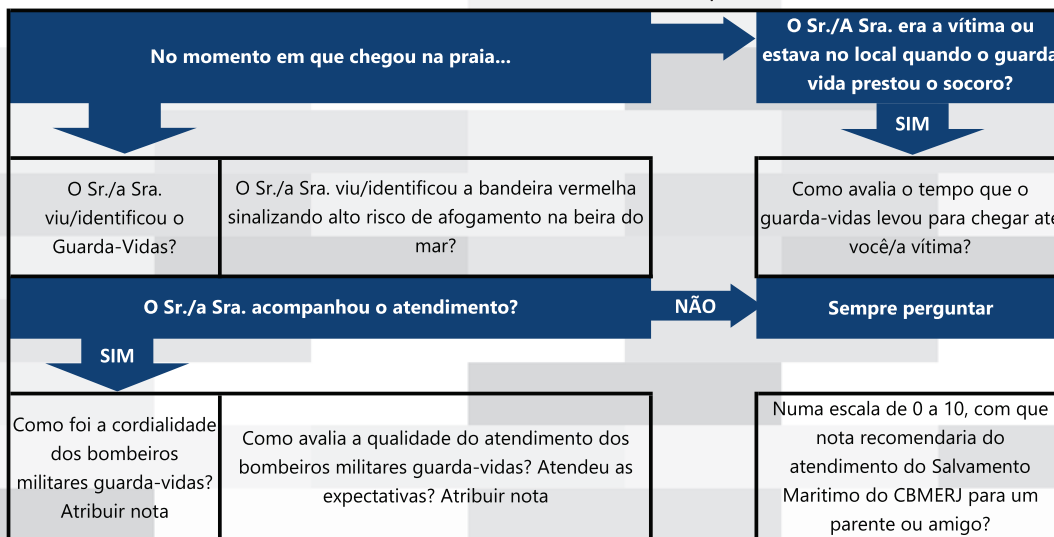 No momento em que chegou na praia...
O Sr./A Sra. era a vítima ou
estava no local quando o guarda
vida prestou o socoro?
SIM
O Sr./a Sra.
viu/identificou o
Guarda-Vidas?
O Sr./a Sra. viu/identificou a bandeira vermelha
sinalizando alto risco de afogamento na beira do
mar?
Como avalia o tempo que o
guarda-vidas levou para chegar até
você/a vítima?
O Sr./a Sra. acompanhou o atendimento?
NÃO
Sempre perguntar
SIM
Como foi a cordialidade
dos bombeiros
militares guarda-vidas?
Atribuir nota
Como avalia a qualidade do atendimento dos
bombeiros militares guarda-vidas? Atendeu as
expectativas? Atribuir nota
Numa escala de 0 a 10, com que
nota recomendaria do
atendimento do Salvamento
Maritimo do CBMERJ para um
parente ou amigo?